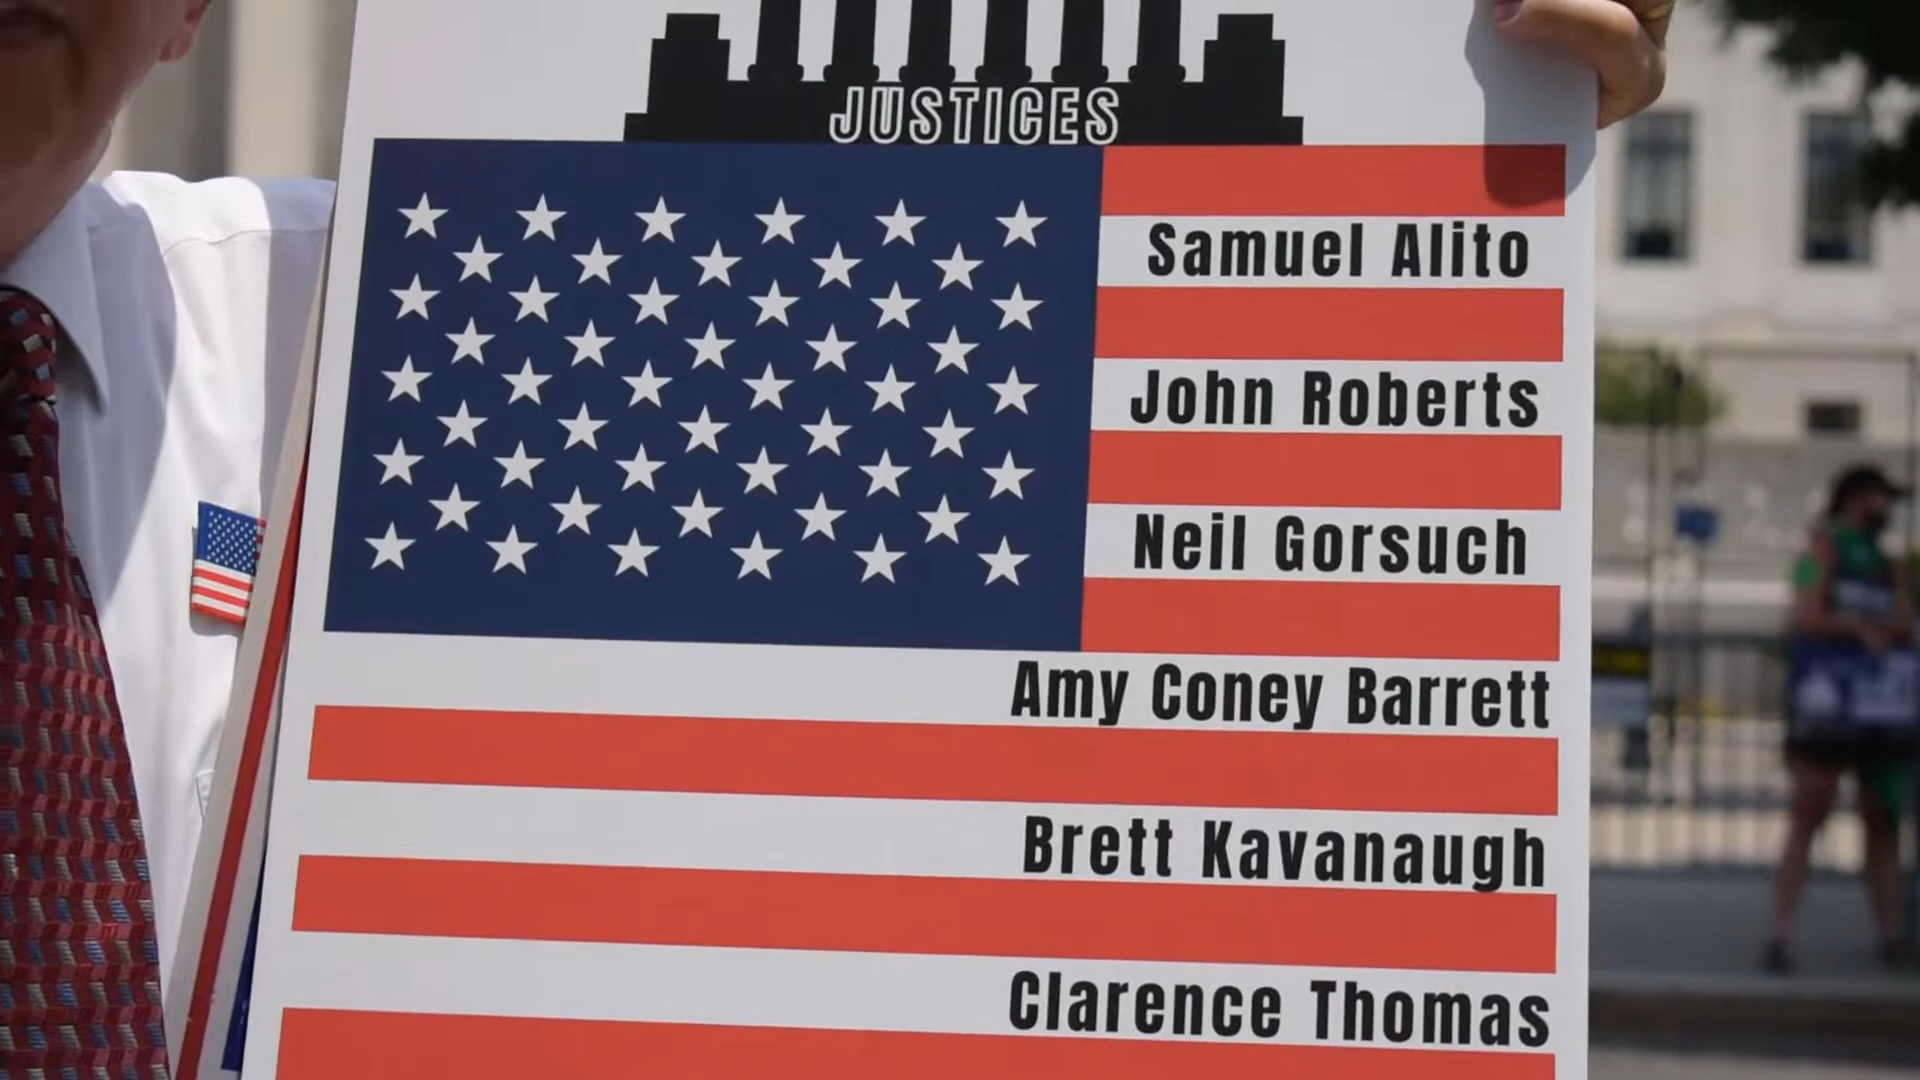 JUSTICES
Samuel Alito
John Roberts
Neil Gorsuch
Amy Coney Barrett
Brett Kavanaugh
Clarence Thomas